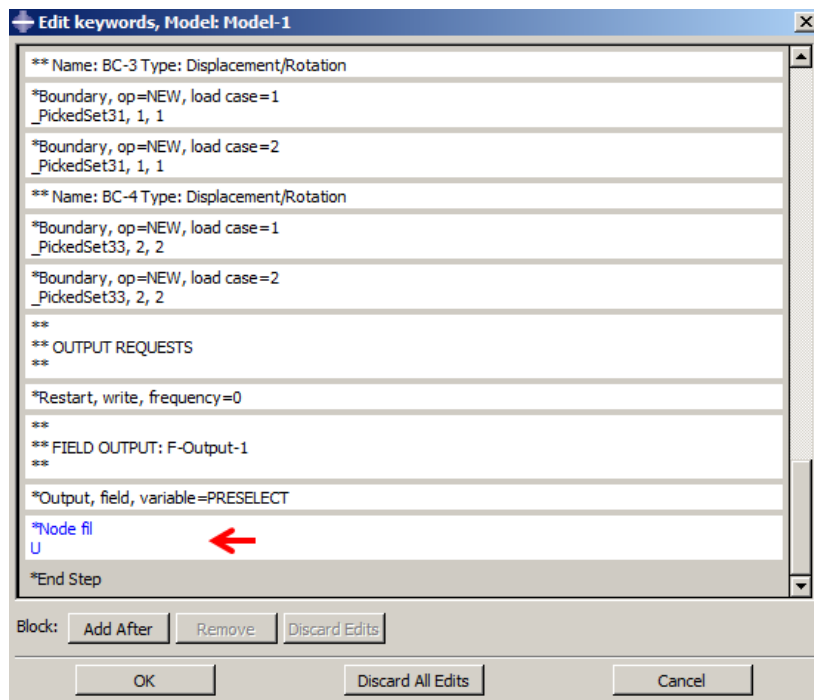 Edit keywords, Model: Model-1
** Name: BC-3 Type: Displacement/Rotation
*Boundary, op=NEW, load case=1
_PickedSet31, 1, 1
*Boundary, op=NEW, load case=2
_PickedSet31, 1, 1
** Name: BC-4 Type: Displacement/Rotation
*Boundary, op=NEW, load case=1
_PickedSet33, 2, 2
*Boundary, op=NEW, load case=2
_PickedSet33, 2, 2
**
** OUTPUT REQUESTS
**
*Restart, write, frequency=0
**
** FIELD OUTPUT: F-Output-1
**
*Output, field, variable=PRESELECT
*Node fil
U
*End Step
Block: Add After Remove Discard Edits
OK Discard All Edits Cancel